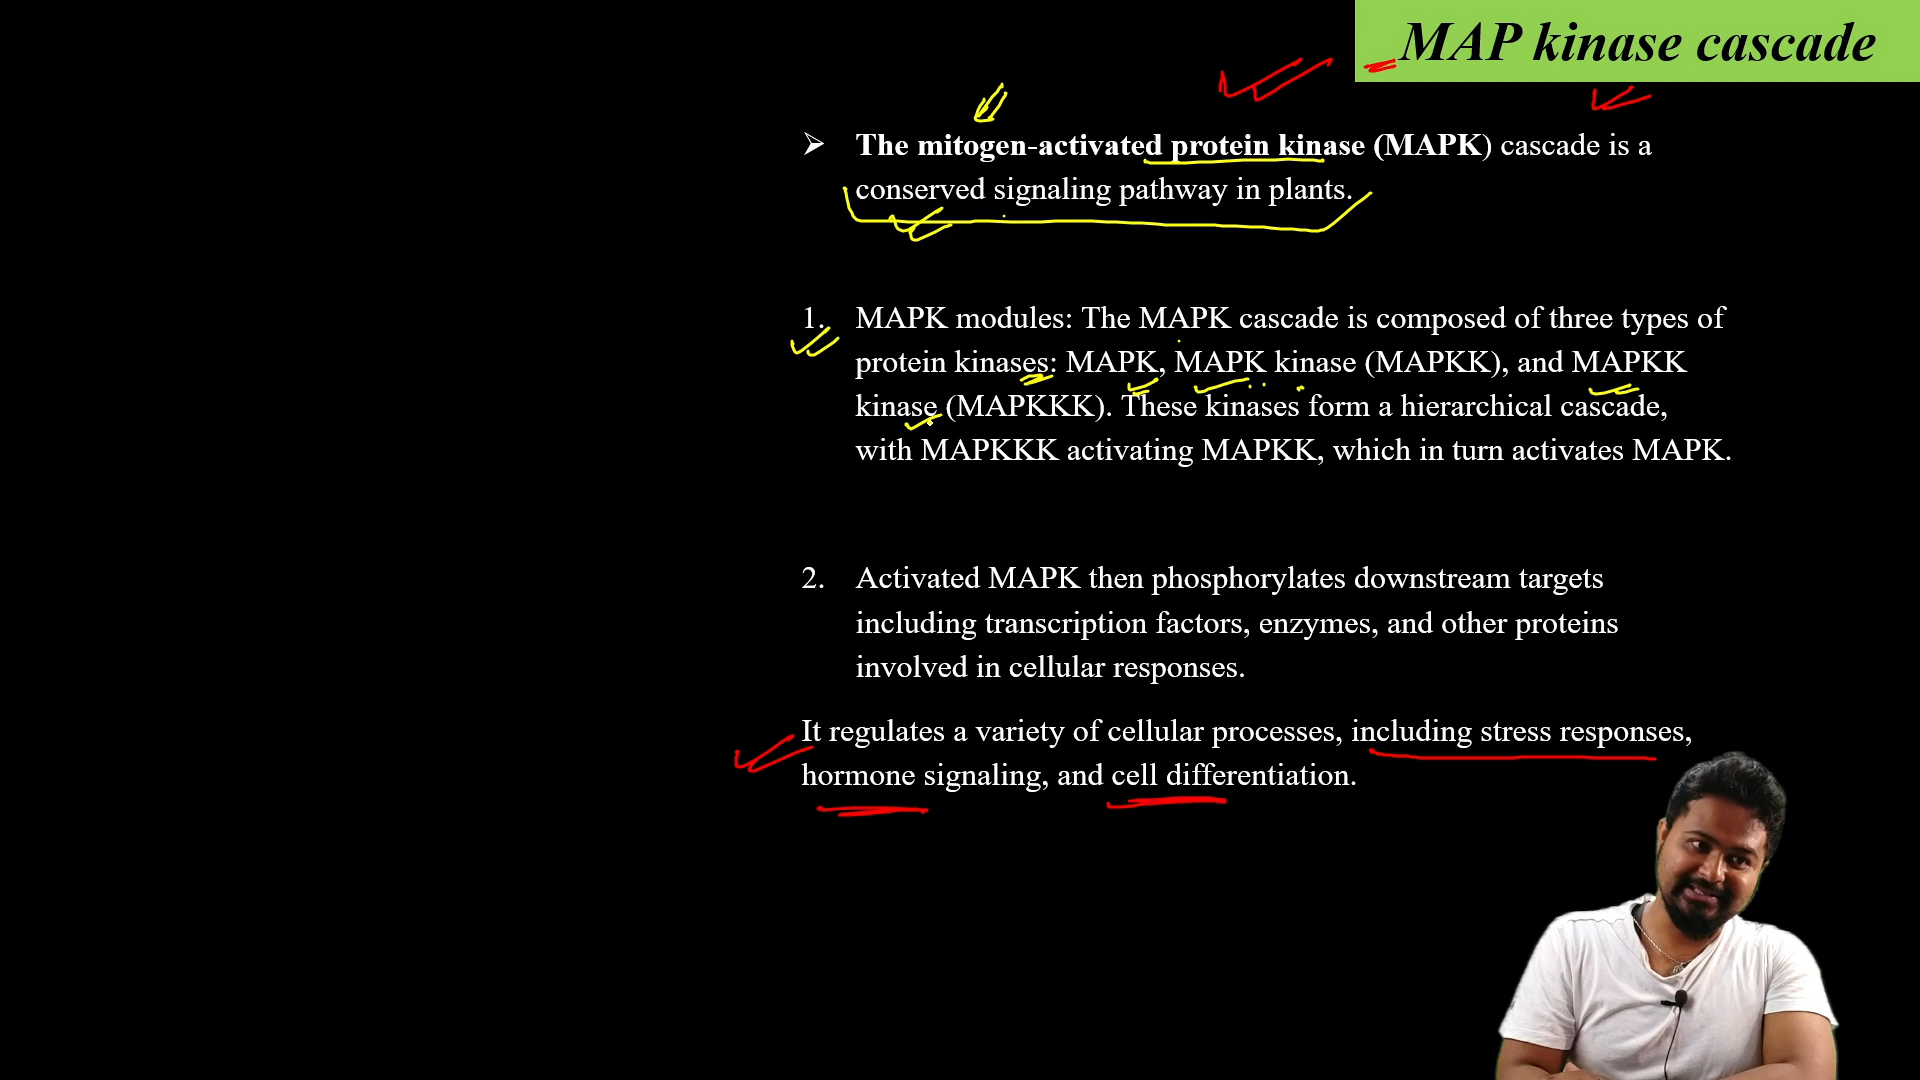 MAP kinase cascade
➤ The mitogen-activated protein kinase (MAPK) cascade is a
conserved signaling pathway in plants.
1. MAPK modules: The MAPK cascade is composed of three types of
protein kinases: MAPK, MAPK kinase (MAPKK), and MAPKK
kinase (MAPKKK). These kinases form a hierarchical cascade,
with MAPKKK activating MAPKK, which in turn activates MAPK.
2. Activated MAPK then phosphorylates downstream targets
including transcription factors, enzymes, and other proteins
involved in cellular responses.
It regulates a variety of cellular processes, including stress responses,
hormone signaling, and cell differentiation.